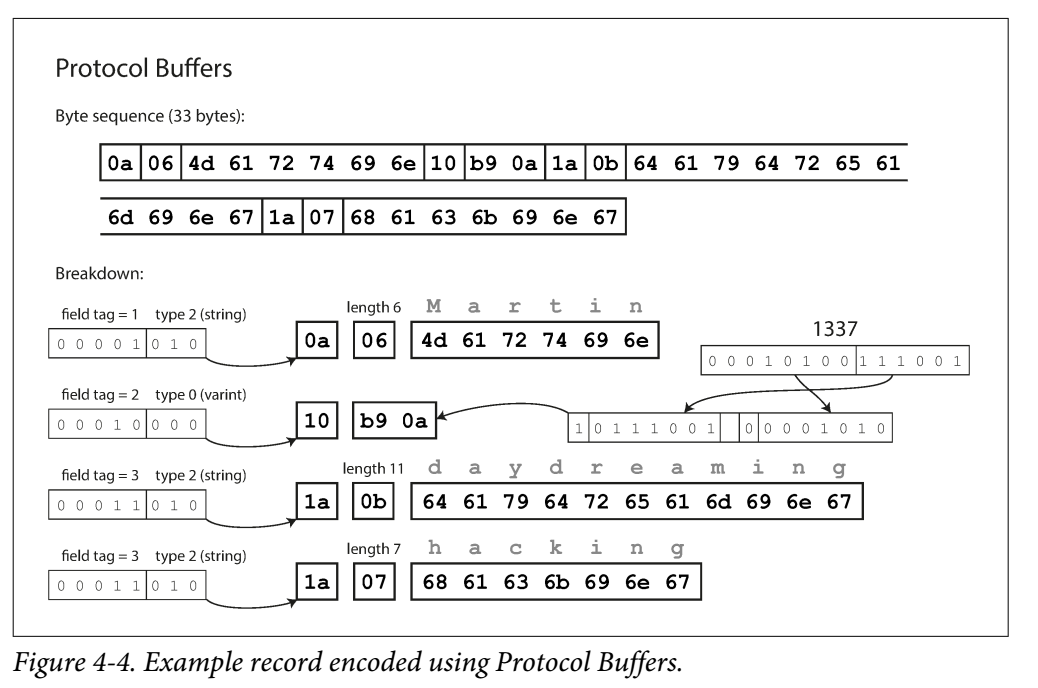 Protocol Buffers
Byte sequence (33 bytes):
0a 06 4d 61 72 74 69 6e 10 b9 0a 1a 0b 64 61 79 64 72 65 61
6d 69 6e 67 1a 07 68 61 63 6b 69 6e 67
Breakdown:
field tag = 1 type 2 (string) length 6 M a r t i n
0 0 0 0 1 0 1 0 0a 06 4d 61 72 74 69 6e
1337
0 0 0 1 0 1 0 0 1 1 1 0 0 1
field tag = 2 type 0 (varint)
0 0 0 1 0 0 0 0 10 b9 0a 1 0 1 1 1 0 0 1 0 0 0 0 1 0 1 0
field tag = 3 type 2 (string) length 11 d a y d r e a m i n g
0 0 0 1 1 0 1 0 1a 0b 64 61 79 64 72 65 61 6d 69 6e 67
field tag = 3 type 2 (string) length 7 h a c k i n g
0 0 0 1 1 0 1 0 1a 07 68 61 63 6b 69 6e 67
Figure 4-4. Example record encoded using Protocol Buffers.